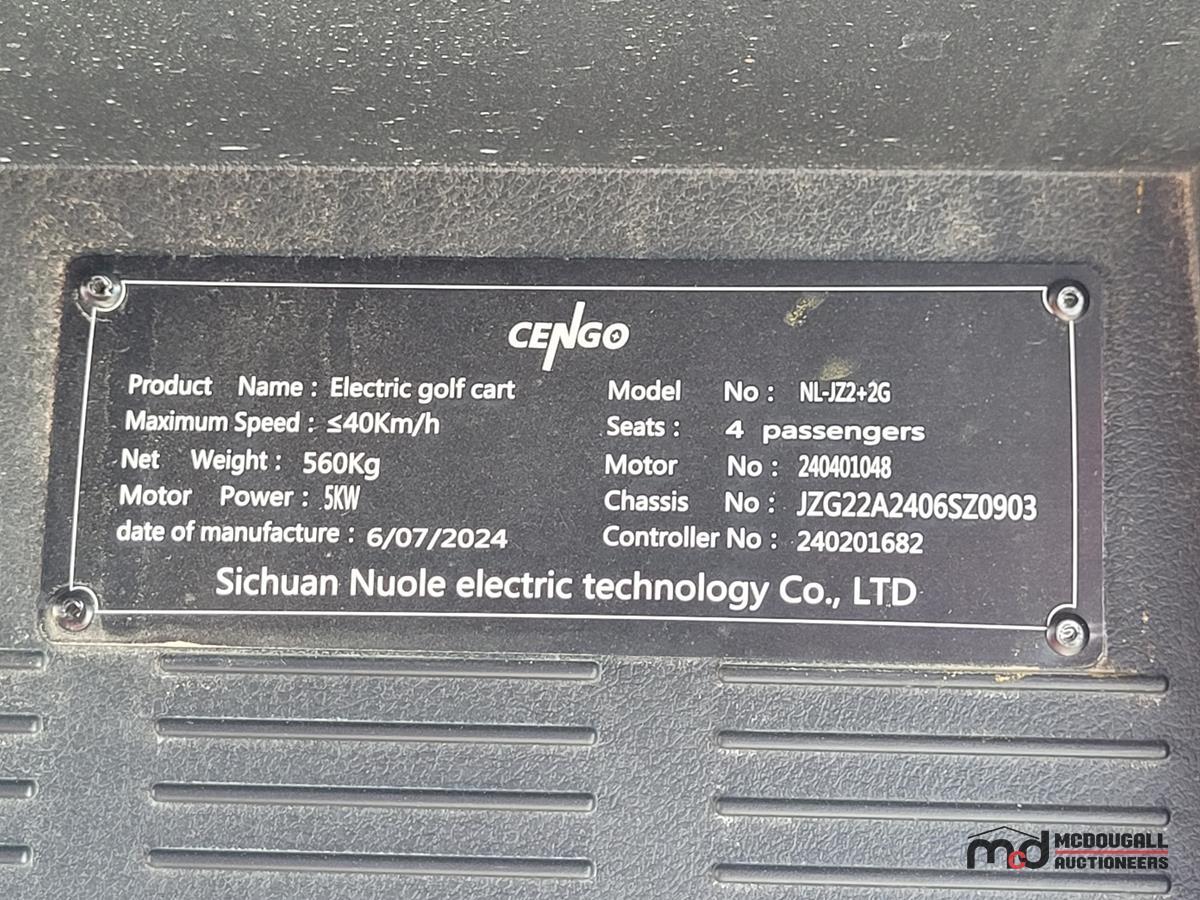 CENGO
Product Name : Electric golf cart
Model No : NL-JZ2+2G
Maximum Speed : ≤40Km/h
Seats : 4 passengers
Net Weight : 560Kg
Motor No : 240401048
Motor Power : 5KW
Chassis No : JZG22A2406SZ0903
date of manufacture : 6/07/2024
Controller No : 240201682
Sichuan Nuole electric technology Co., LTD
mcd MCDOUGALL
AUCTIONEERS